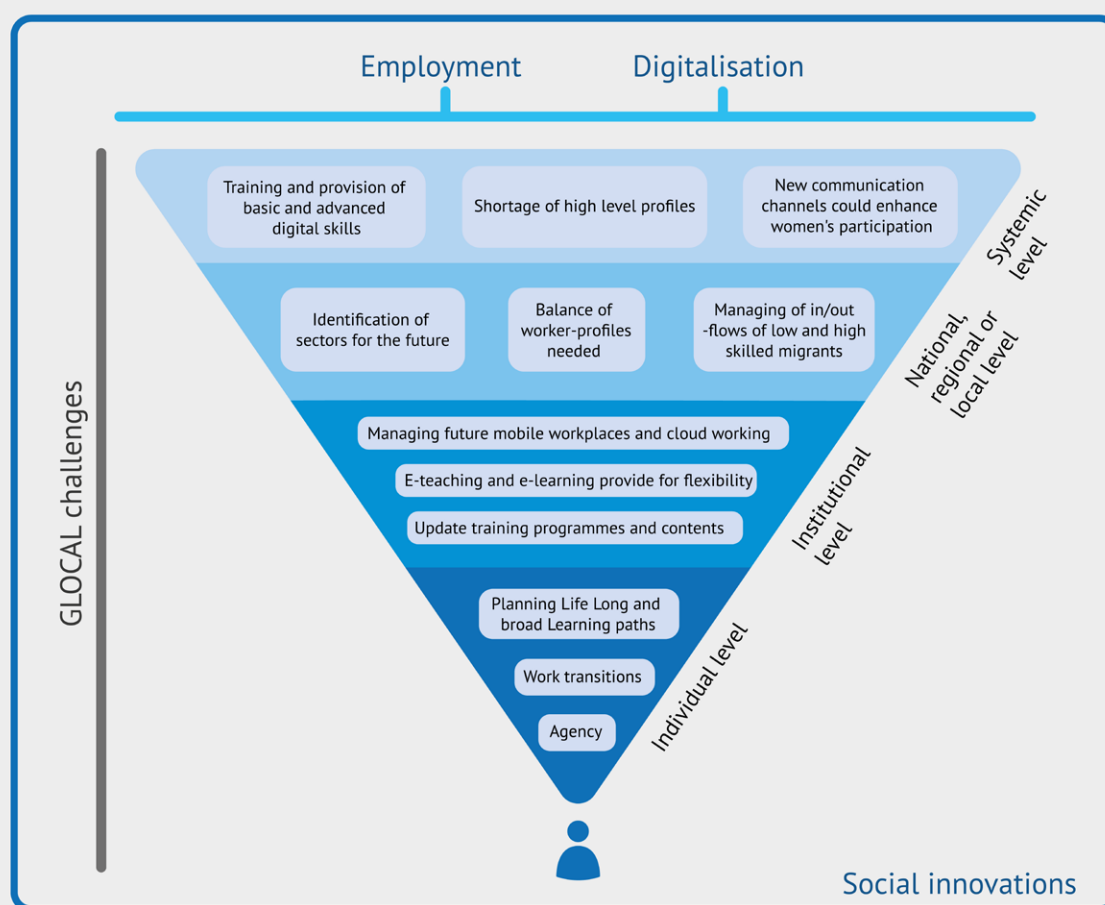 Employment
Digitalisation
Training and provision of
basic and advanced
digital skills
Shortage of high level profiles
New communication
channels could enhance
women's participation
Systemic
level
Identification of
sectors for the future
Balance of
worker-profiles
needed
Managing of in/out
-flows of low and high
skilled migrants
National,
regional or
local level
GLOCAL challenges
Managing future mobile workplaces and cloud working
E-teaching and e-learning provide for flexibility
Update training programmes and contents
Institutional
level
Planning Life Long and
broad Learning paths
Work transitions
Agency
Individual level
Social innovations